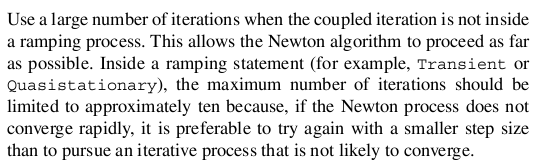 Use a large number of iterations when the coupled iteration is not inside
a ramping process. This allows the Newton algorithm to proceed as far
as possible. Inside a ramping statement (for example, Transient or
Quasistationary), the maximum number of iterations should be
limited to approximately ten because, if the Newton process does not
converge rapidly, it is preferable to try again with a smaller step size
than to pursue an iterative process that is not likely to converge.